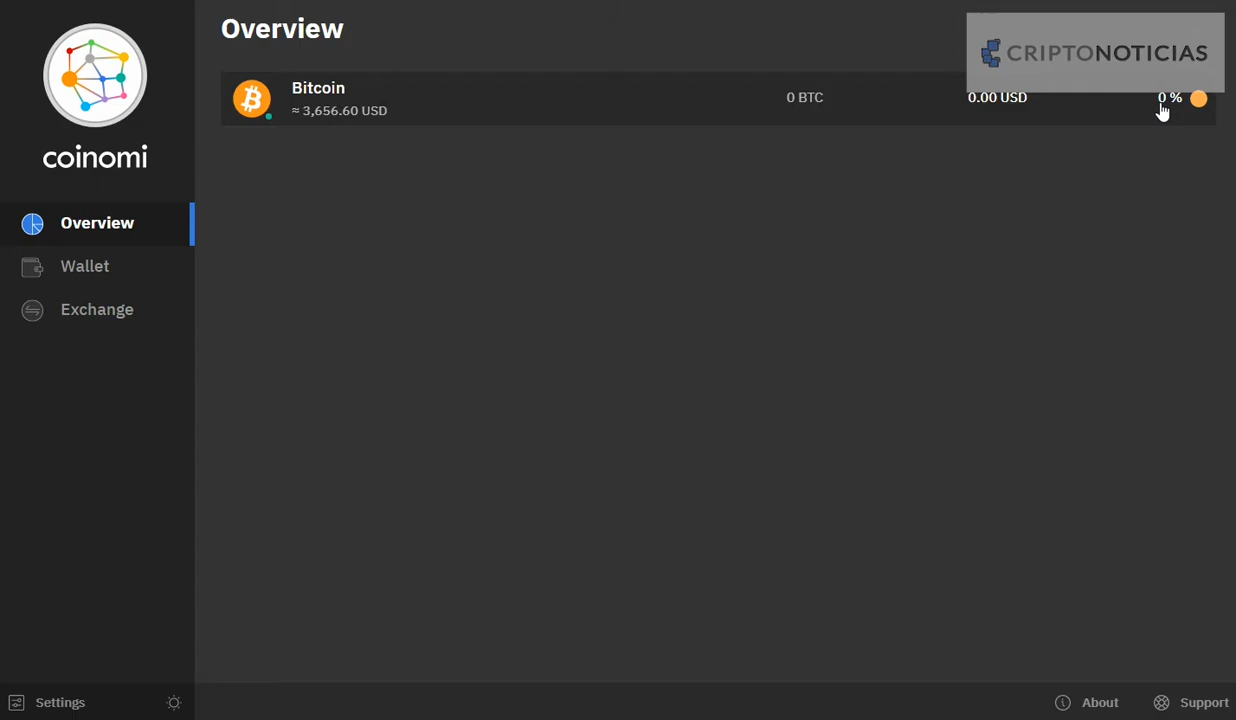 coinomi
Overview
Wallet
Exchange
Settings
Overview
CRIPTONOTICIAS
Bitcoin
≈ 3,656.60 USD
0 BTC
0.00 USD
0 %
About
Support